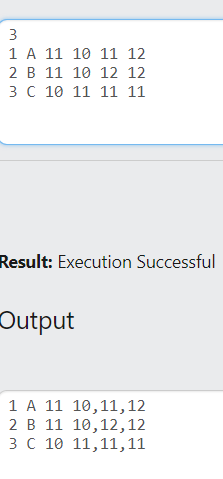 3
1 A 11 10 11 12
2 B 11 10 12 12
3 C 10 11 11 11
Result: Execution Successful
Output
1 A 11 10,11,12
2 B 11 10,12,12
3 C 10 11,11,11